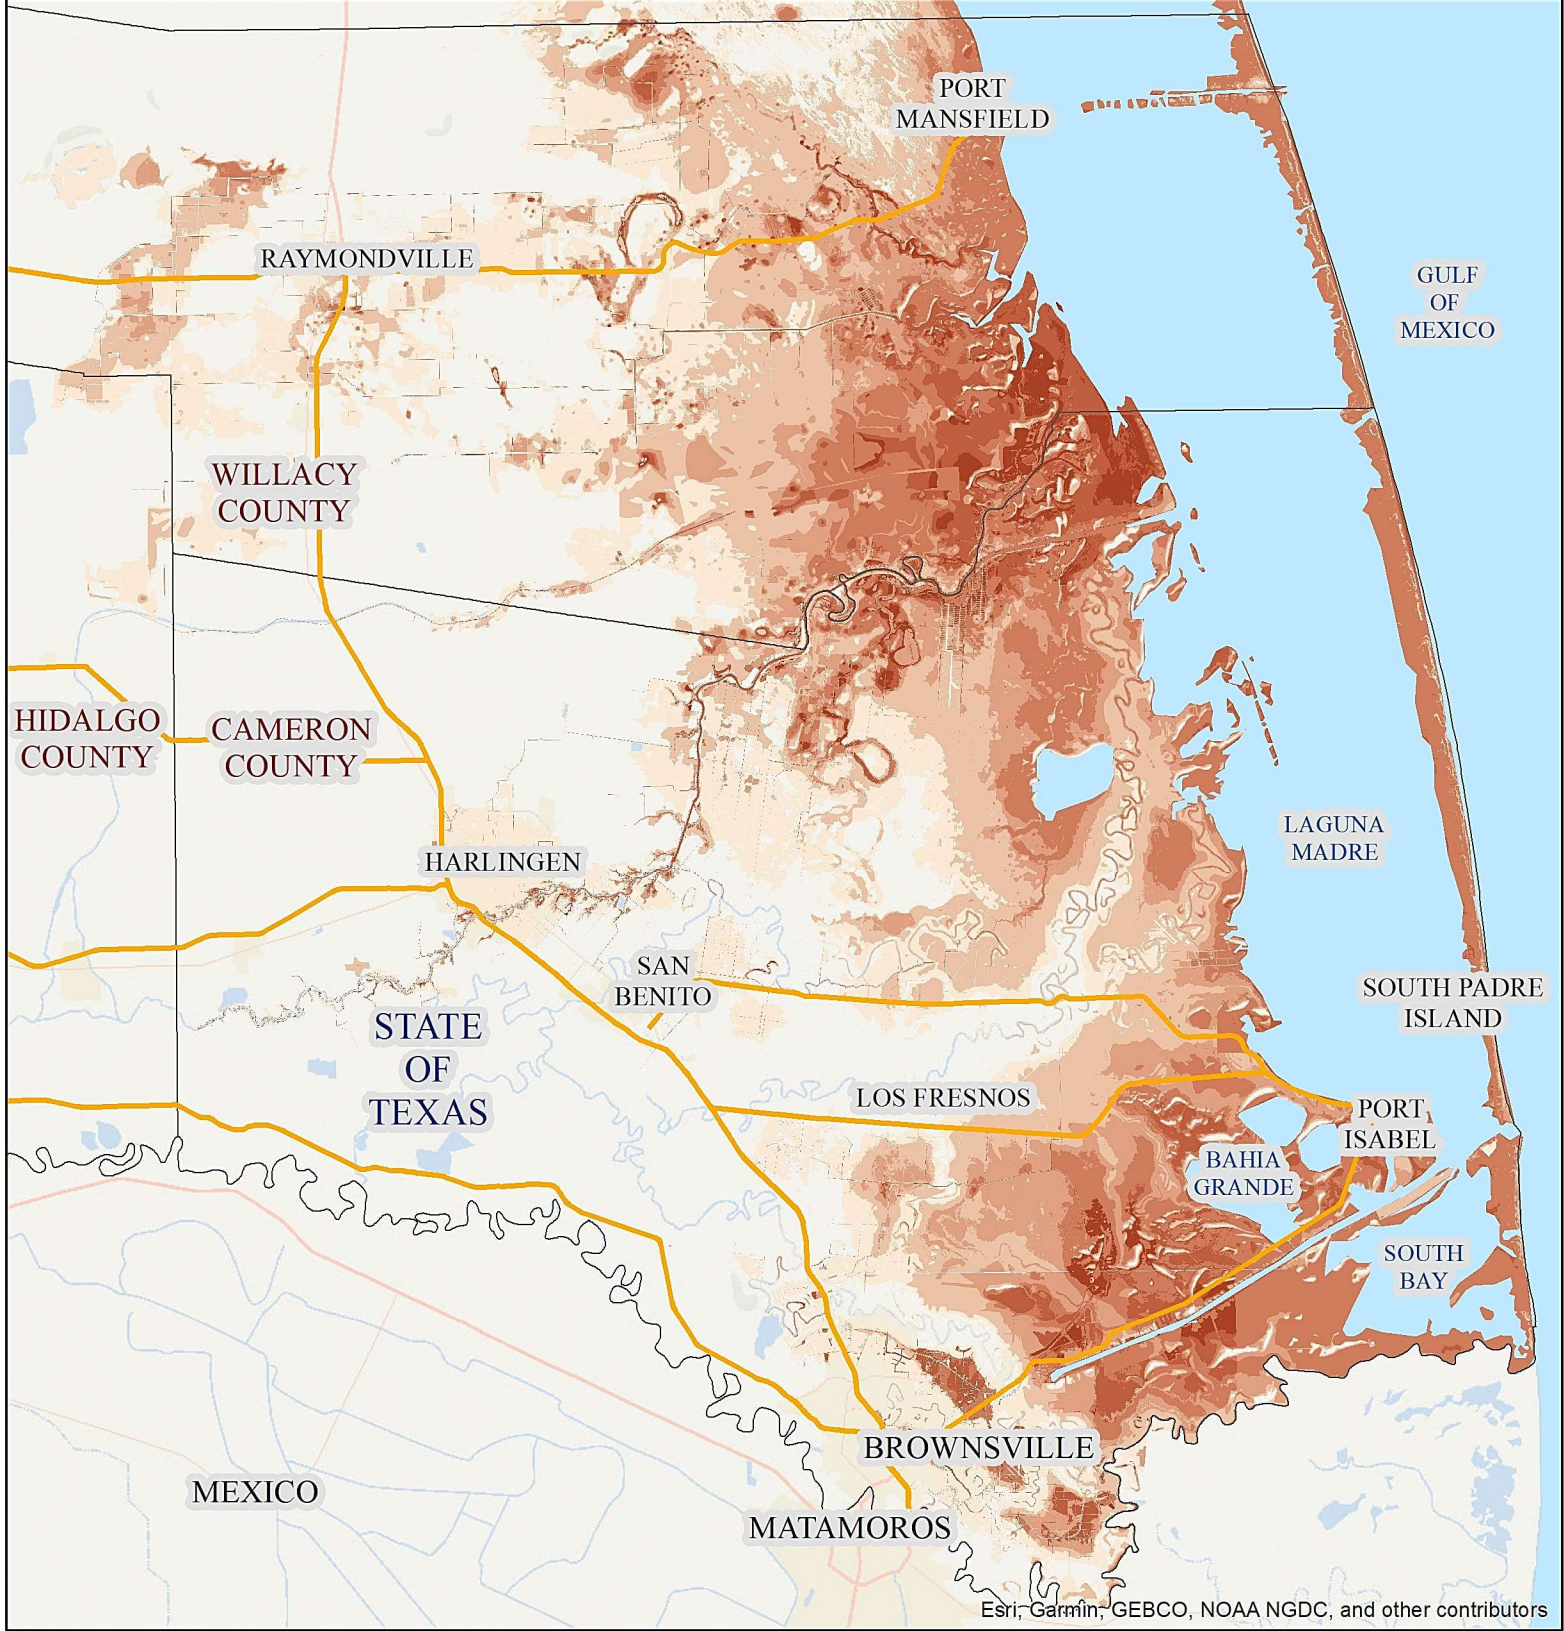 PORT
MANSFIELD
RAYMONDVILLE
GULF
OF
MEXICO
WILLACY
COUNTY
HIDALGO
COUNTY
CAMERON
COUNTY
LAGUNA
MADRE
HARLINGEN
SAN
BENITO
SOUTH PADRE
ISLAND
STATE
OF
TEXAS
LOS FRESNOS
PORT
ISABEL
BAHIA
GRANDE
SOUTH
BAY
BROWNSVILLE
MEXICO
MATAMOROS
Esri, Garmin, GEBCO, NOAA NGDC, and other contributors